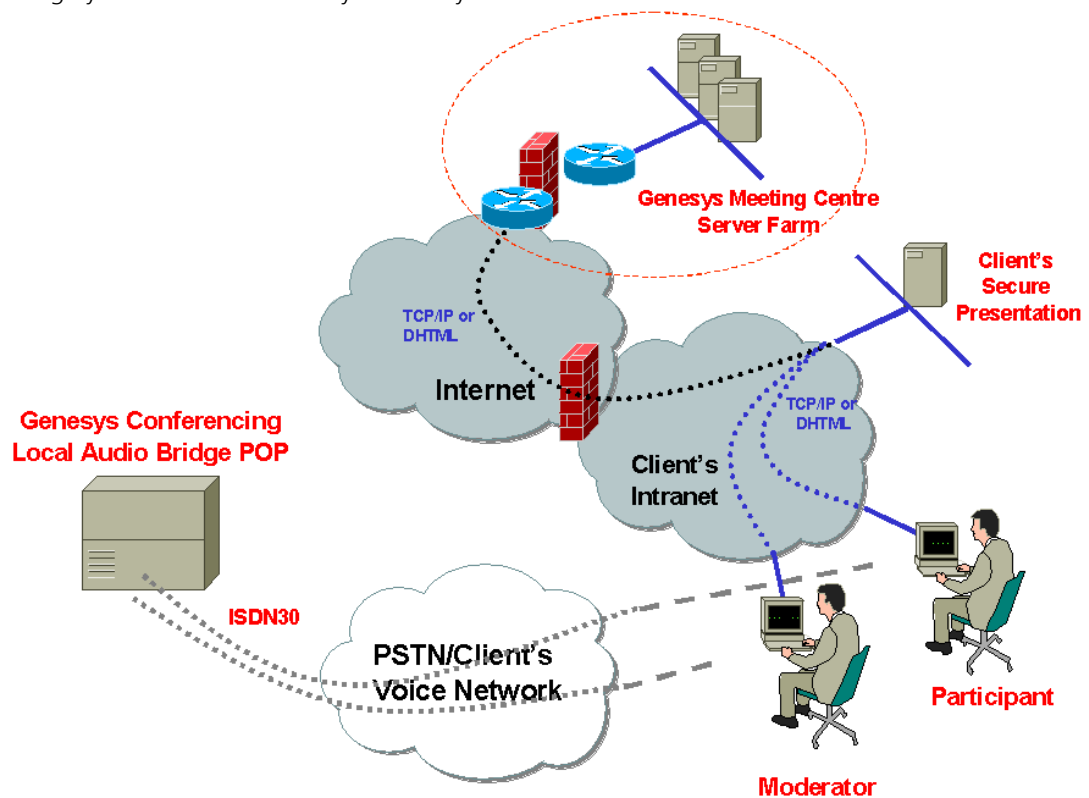 Genesys Meeting Centre
Server Farm
Client's
Secure
Presentation
TCP/IP or
DHTML
Internet
TCP/IP or
DHTML
Genesys Conferencing
Local Audio Bridge POP
Client's
Intranet
ISDN30
PSTN/Client's
Voice Network
Participant
Moderator